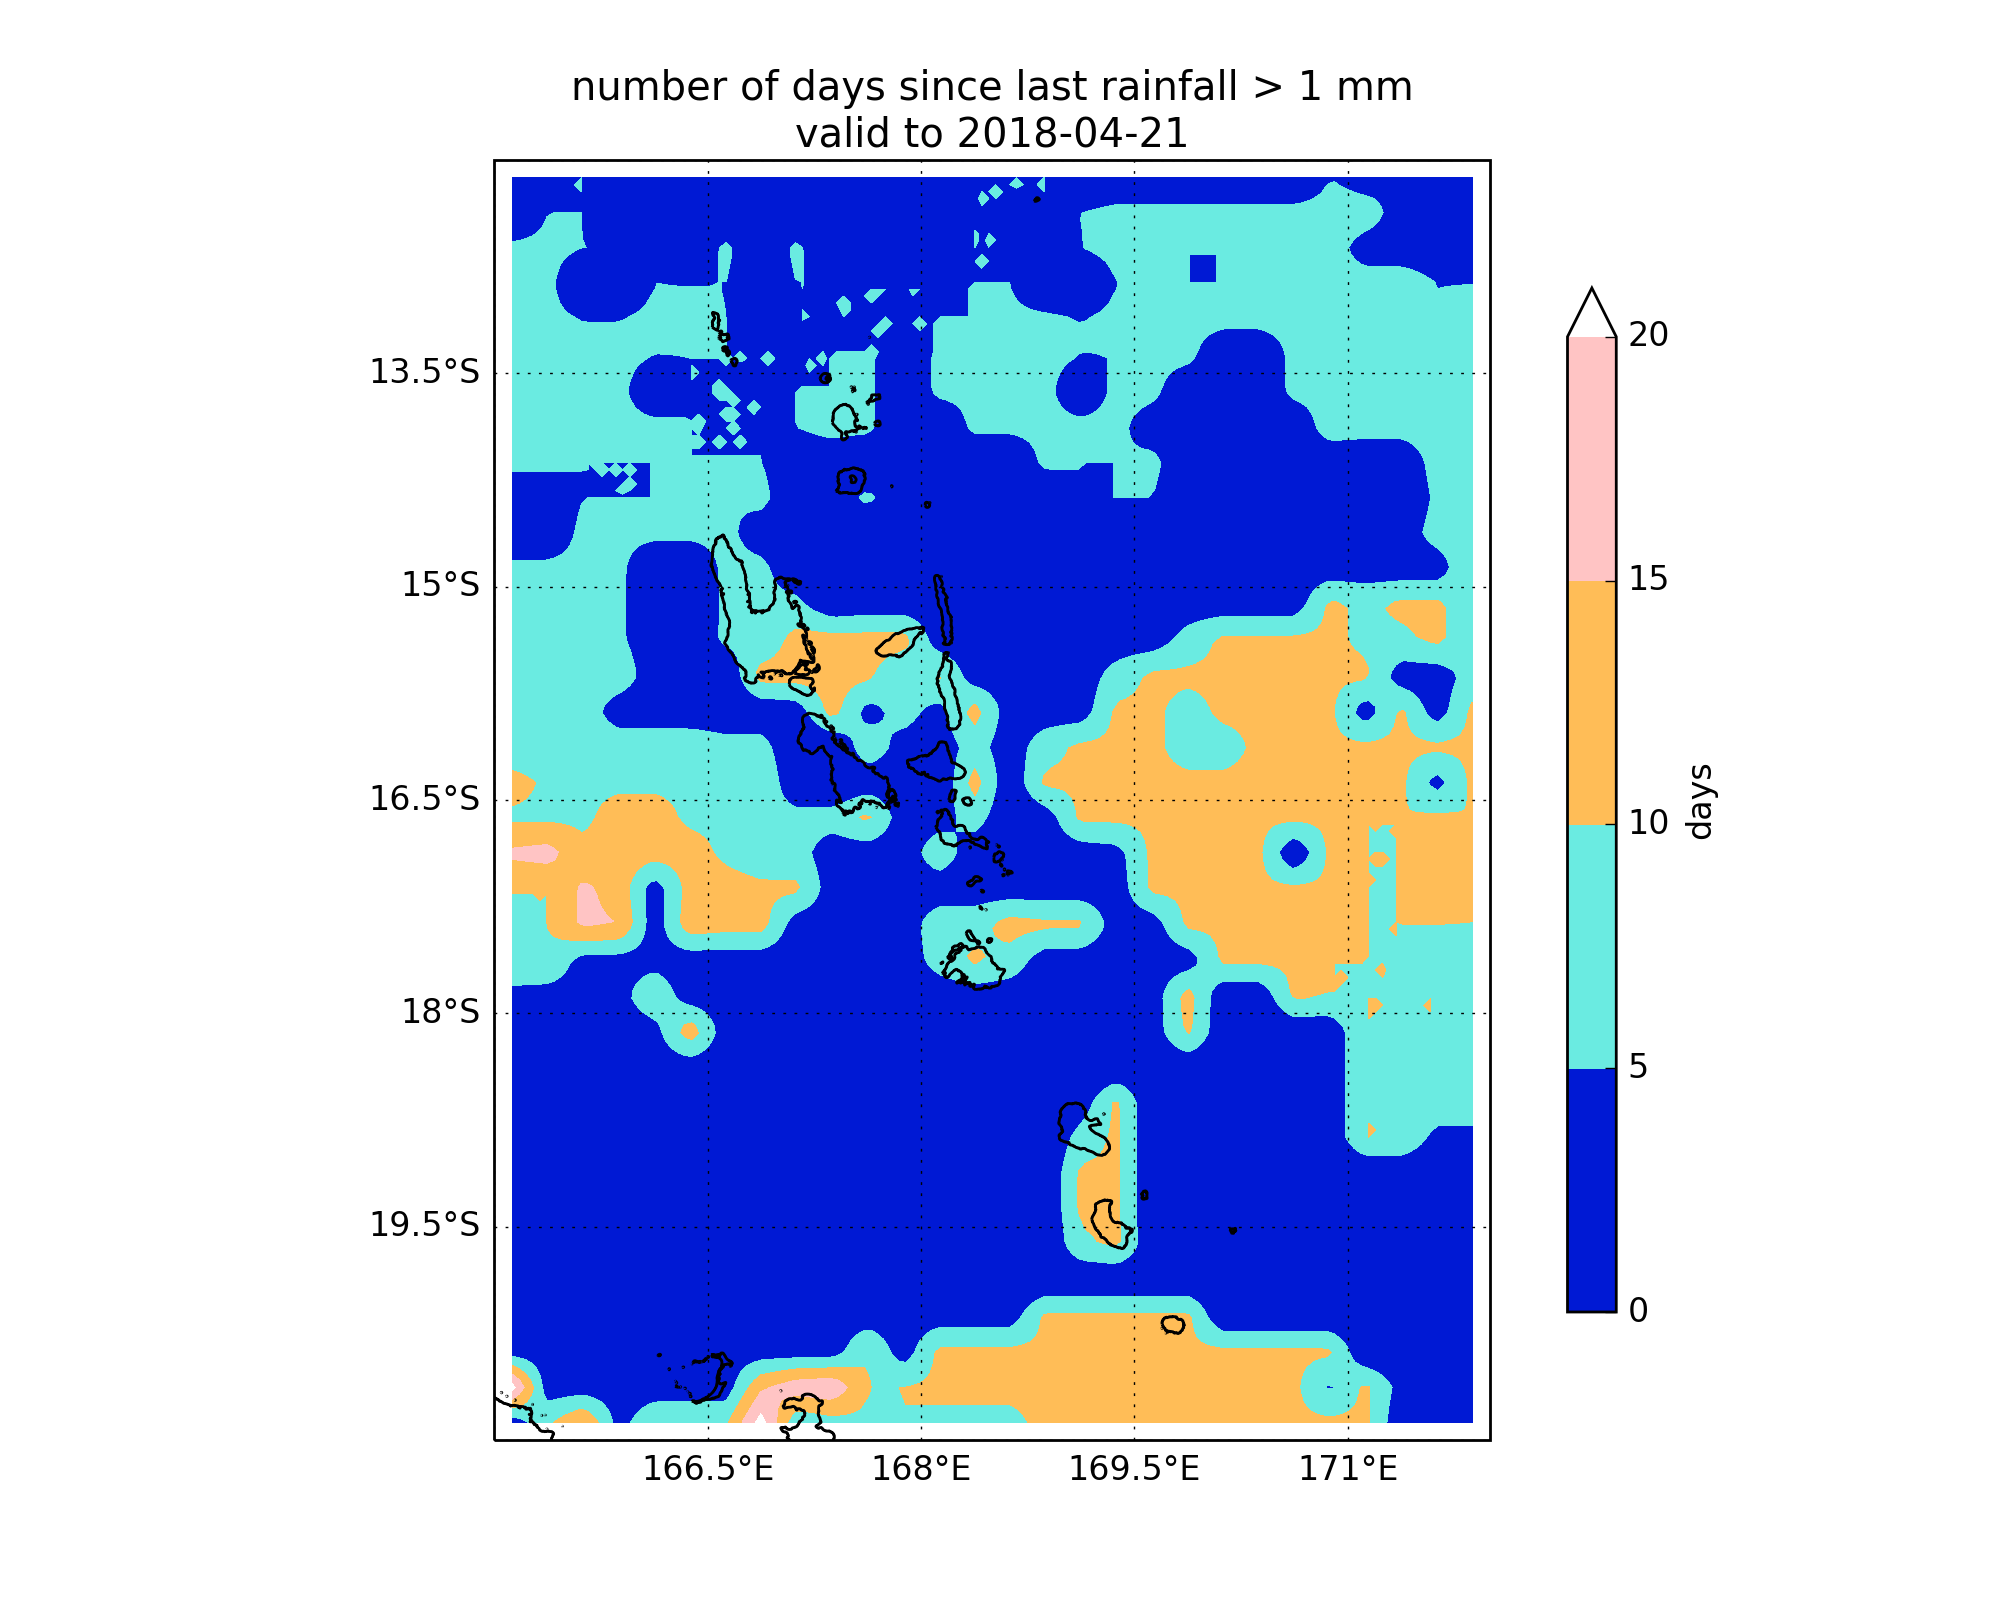 number of days since last rainfall > 1 mm
valid to 2018-04-21
13.5°S
15°S
16.5°S
18°S
19.5°S
166.5°E
168°E
169.5°E
171°E
20
15
10
5
0
days